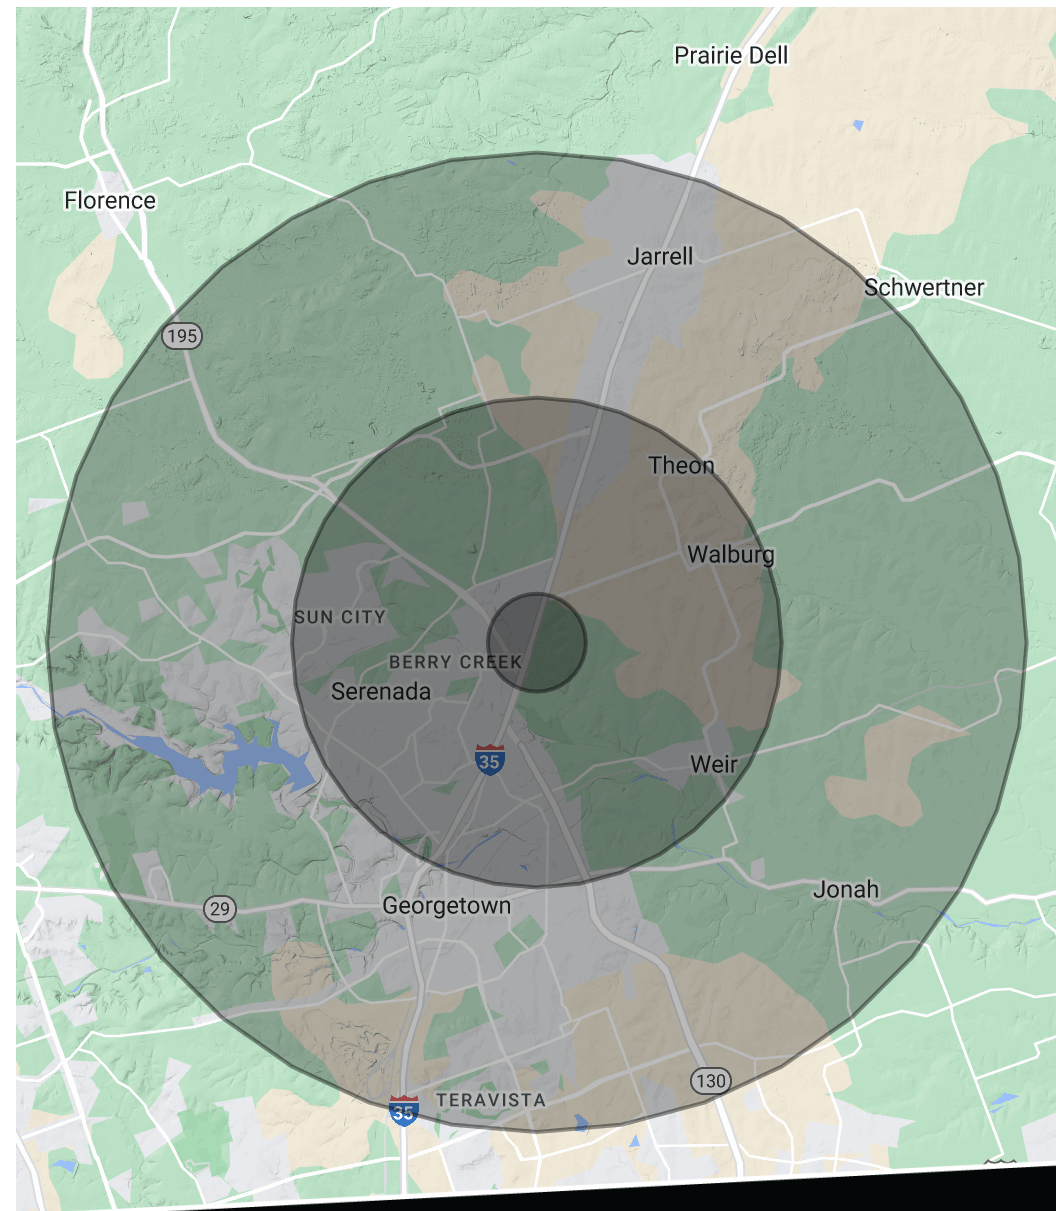 Prairie Dell
Florence
Jarrell
Schwertner
195
Theon
Walburg
SUN CITY
BERRY CREEK
Serenada
35
Weir
Jonah
29
Georgetown
130
TERAVISTA
35